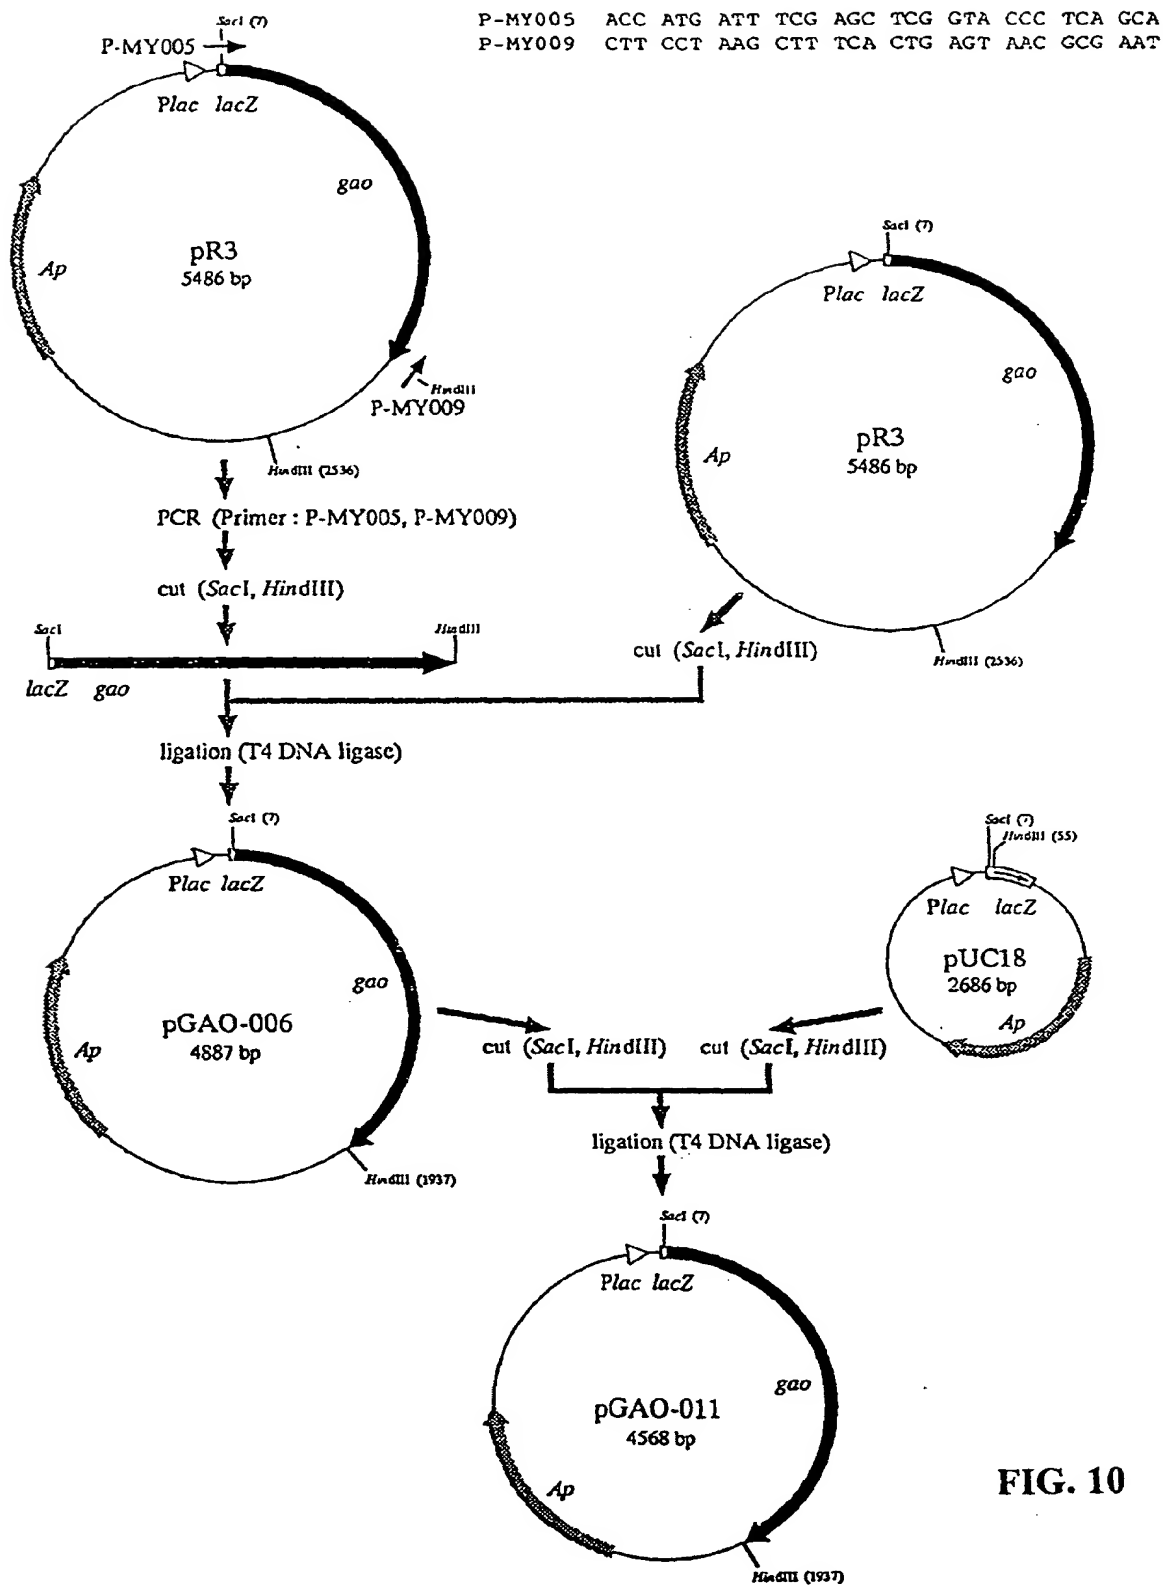 P-MY005 ACC ATG ATT TCG AGC TCG GTA CCC TCA GCA
P-MY009 CTT CCT AAG CTT TCA CTG AGT AAC GCG AAT
SacI (7)
P-MY005
Plac lacZ
gao
pR3
5486 bp
Ap
HindIII
P-MY009
HindIII (2536)
PCR (Primer : P-MY005, P-MY009)
cut (SacI, HindIII)
SacI
HindIII
lacZ gao
SacI (7)
Plac lacZ
gao
pR3
5486 bp
Ap
HindIII (2536)
cut (SacI, HindIII)
ligation (T4 DNA ligase)
SacI (7)
Plac lacZ
gao
pGAO-006
4887 bp
Ap
HindIII (1937)
SacI (7)
HindIII (55)
Plac lacZ
pUC18
2686 bp
Ap
cut (SacI, HindIII) cut (SacI, HindIII)
ligation (T4 DNA ligase)
SacI (7)
Plac lacZ
gao
pGAO-011
4568 bp
Ap
HindIII (1937)
FIG. 10